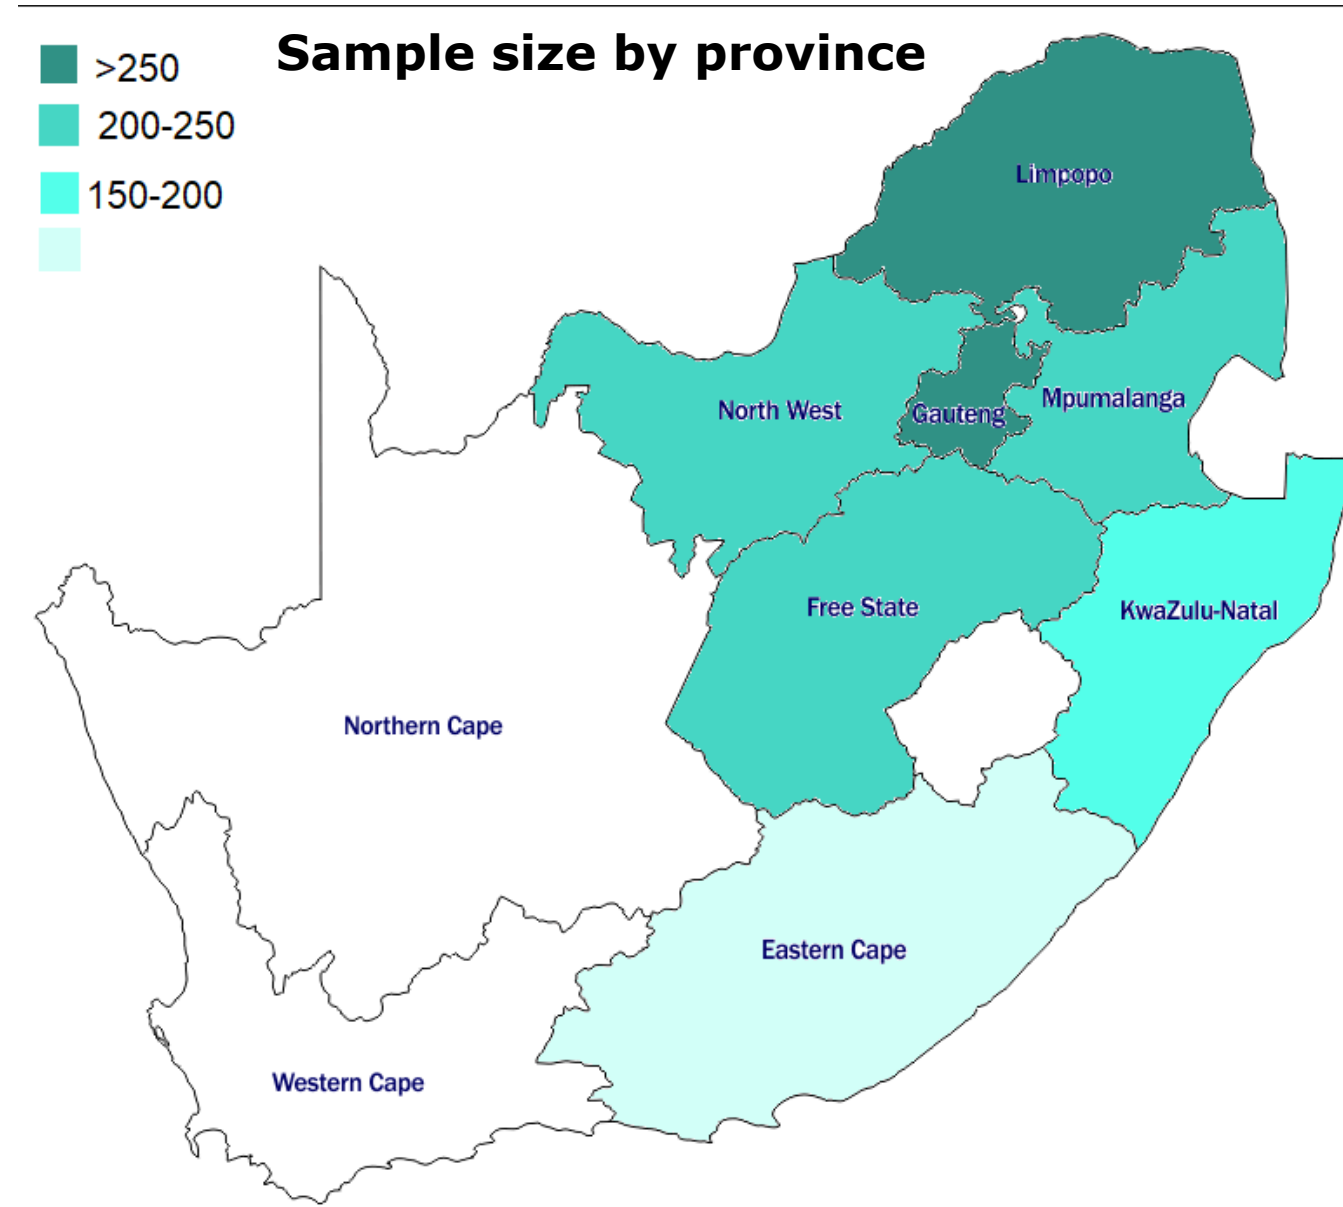 Sample size by province
>250
200-250
150-200
Limpopo
North West
Gauteng
Mpumalanga
Free State
KwaZulu-Natal
Northern Cape
Eastern Cape
Western Cape